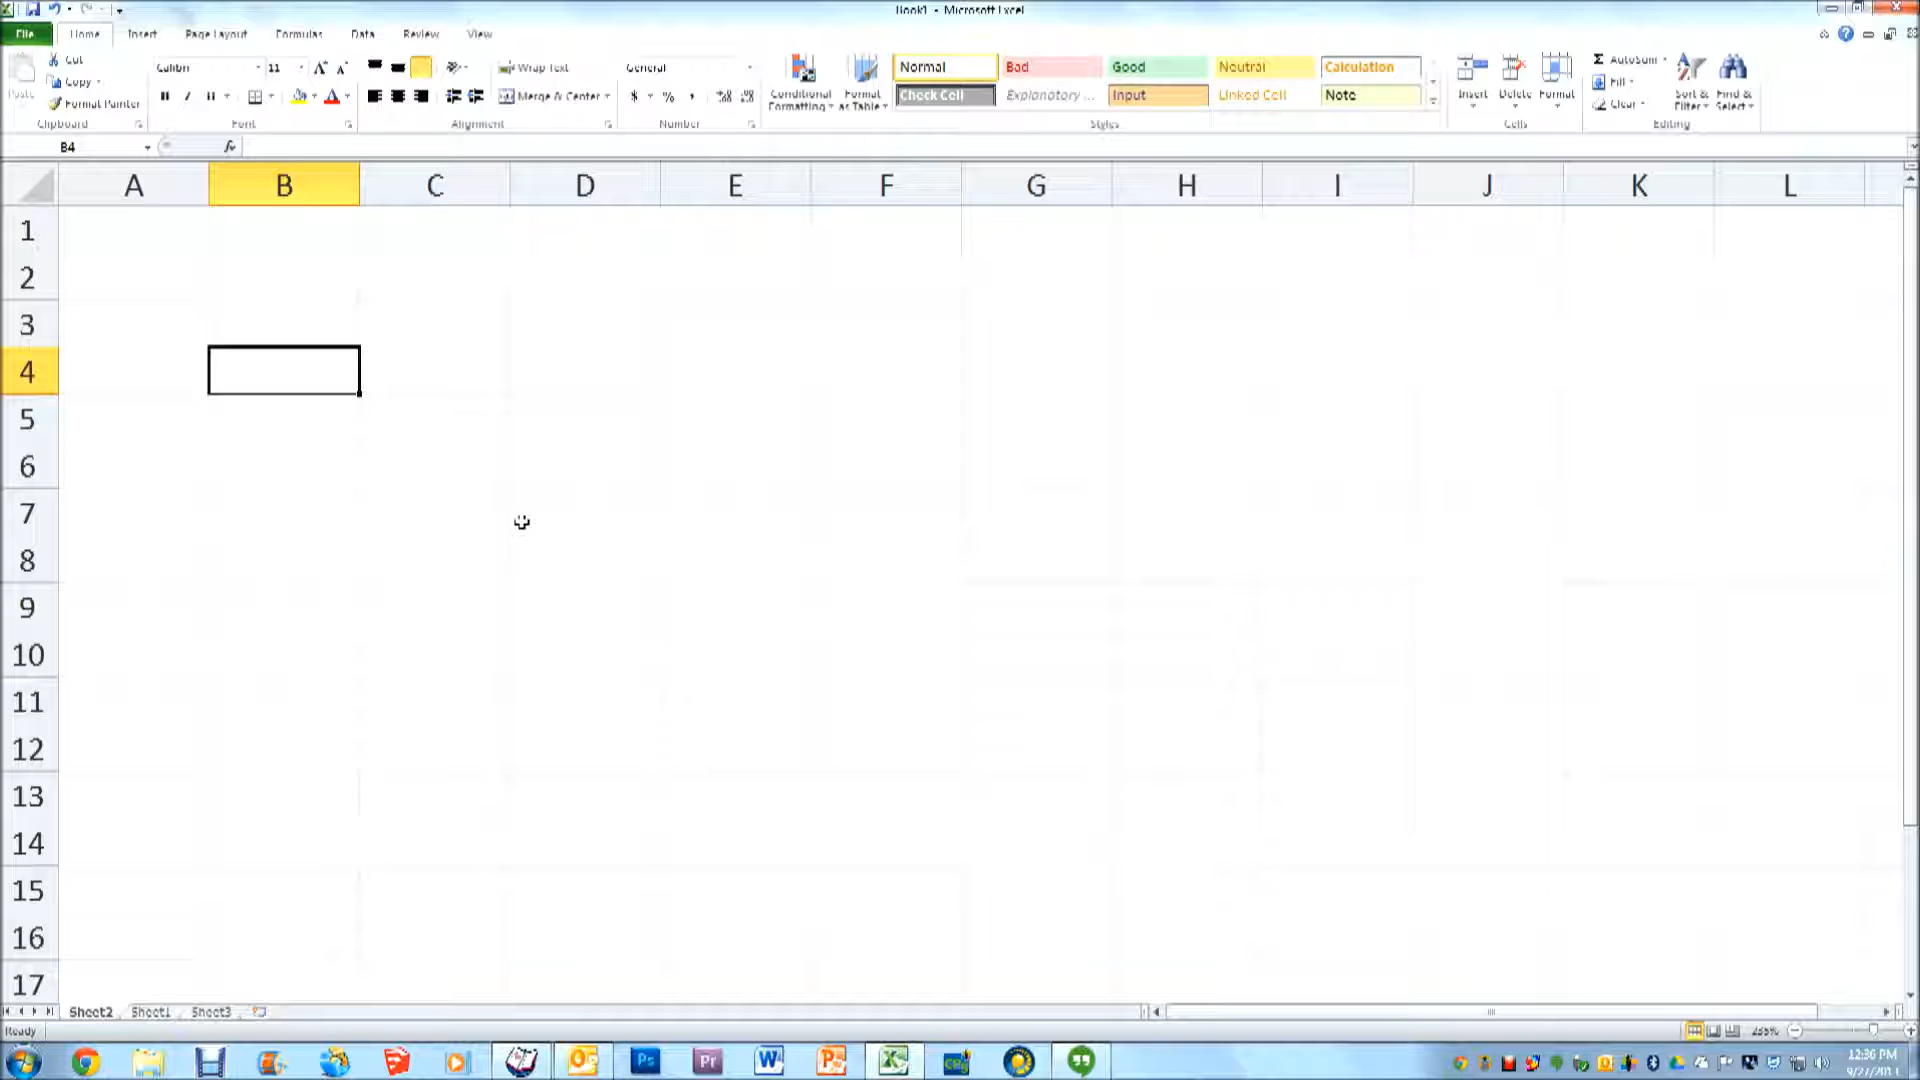 Book1 - Microsoft Excel
File Home Insert Page Layout Formulas Data Review View
Cut
Copy
Format Painter
Paste
Clipboard
Calibri 11
Font
Wrap Text
Merge & Center
Alignment
General
$ % ,
Number
Conditional Formatting
Format as Table
Normal Bad Good Neutral Calculation
Check Cell Explanatory ... Input Linked Cell Note
Styles
Insert Delete Format
Cells
Σ AutoSum
Fill
Clear
Sort & Filter
Find & Select
Editing
B4 fx
A B C D E F G H I J K L
1
2
3
4
5
6
7
8
9
10
11
12
13
14
15
16
17
Sheet2 Sheet1 Sheet3
Ready
Ps Pr W
12:36 PM